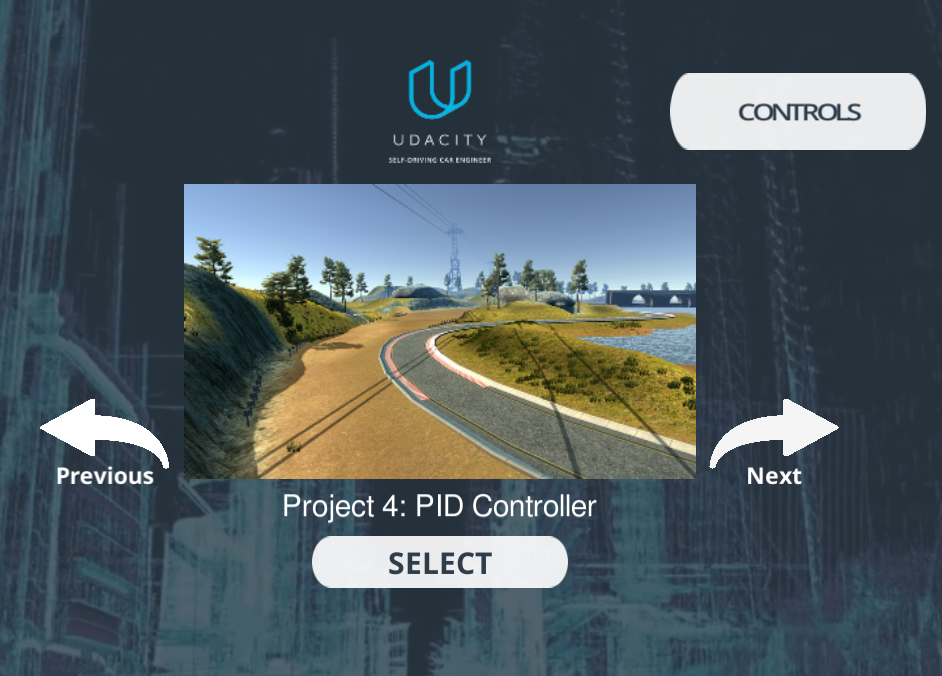 UDACITY
SELF-DRIVING CAR ENGINEER
CONTROLS
Previous
Next
Project 4: PID Controller
SELECT